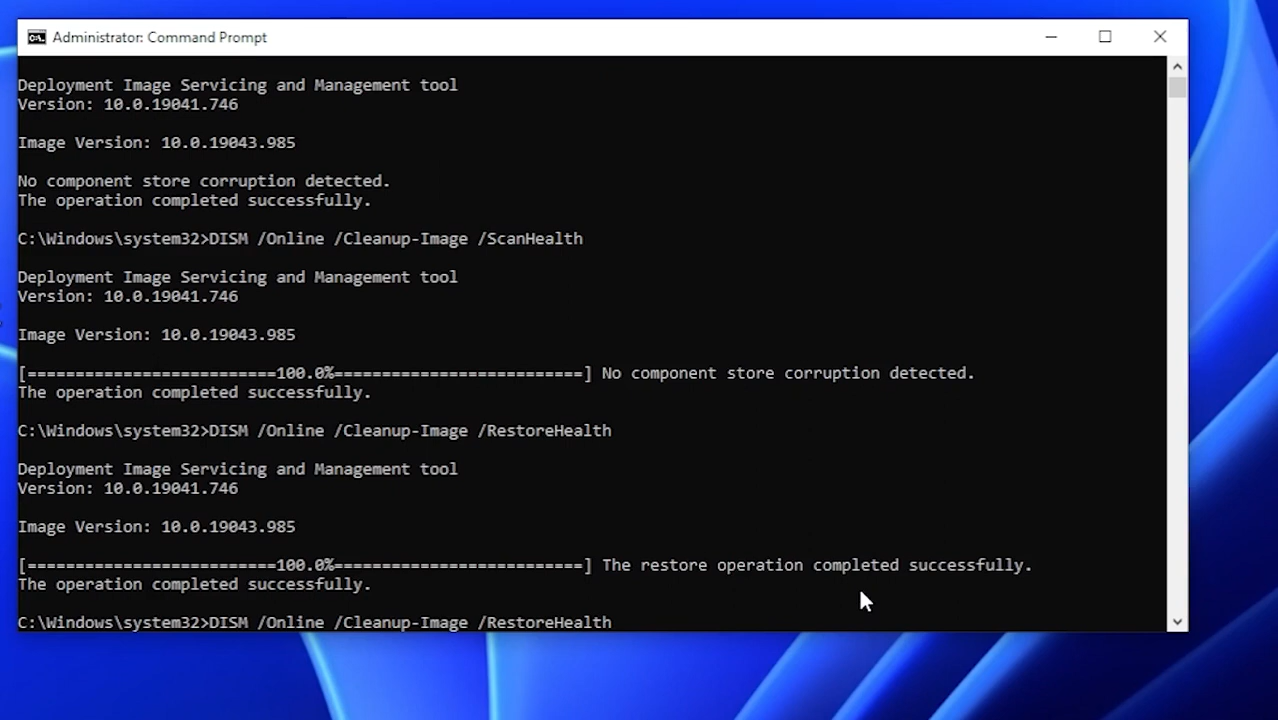 Administrator: Command Prompt
Deployment Image Servicing and Management tool
Version: 10.0.19041.746
Image Version: 10.0.19043.985
No component store corruption detected.
The operation completed successfully.
C:\Windows\system32>DISM /Online /Cleanup-Image /ScanHealth
Deployment Image Servicing and Management tool
Version: 10.0.19041.746
Image Version: 10.0.19043.985
[==========================100.0%==========================] No component store corruption detected.
The operation completed successfully.
C:\Windows\system32>DISM /Online /Cleanup-Image /RestoreHealth
Deployment Image Servicing and Management tool
Version: 10.0.19041.746
Image Version: 10.0.19043.985
[==========================100.0%==========================] The restore operation completed successfully.
The operation completed successfully.
C:\Windows\system32>DISM /Online /Cleanup-Image /RestoreHealth